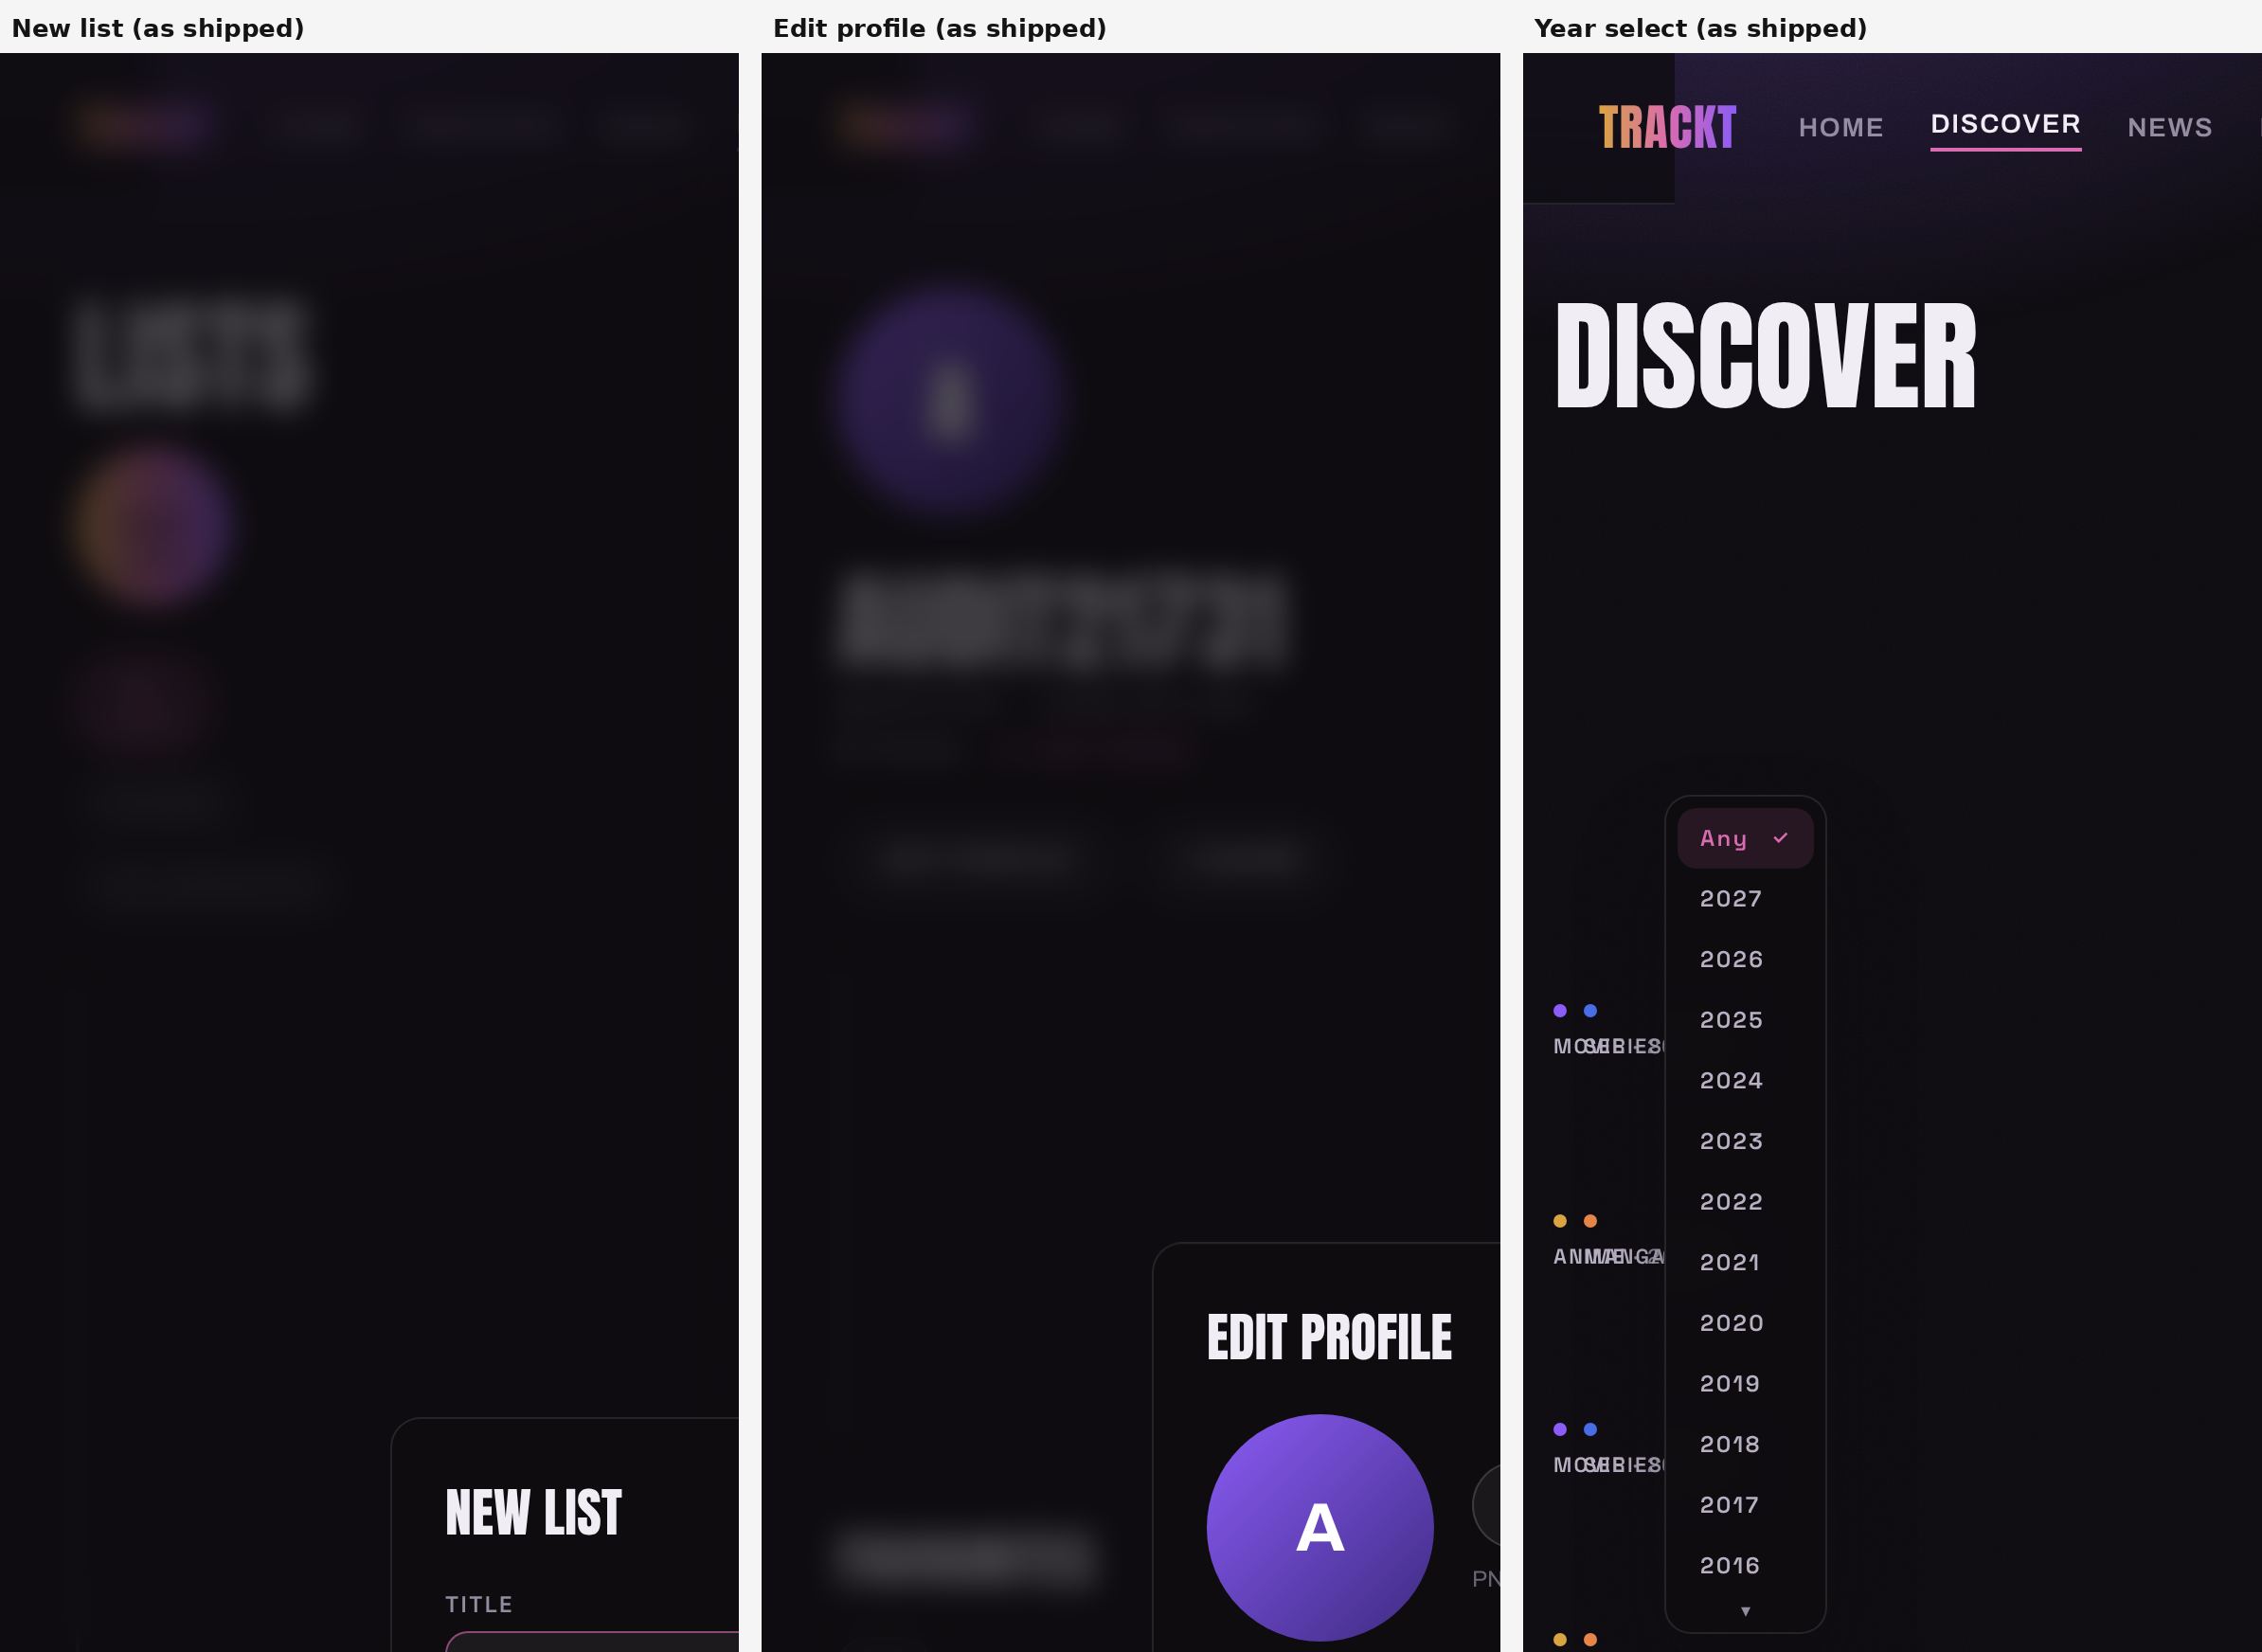 New list (as shipped)
NEW LIST
TITLE
Edit profile (as shipped)
EDIT PROFILE
A
PN
Year select (as shipped)
TRACKT HOME DISCOVER NEWS
DISCOVER
Any ✓
2027
2026
2025
2024
2023
2022
2021
2020
2019
2018
2017
2016
▼